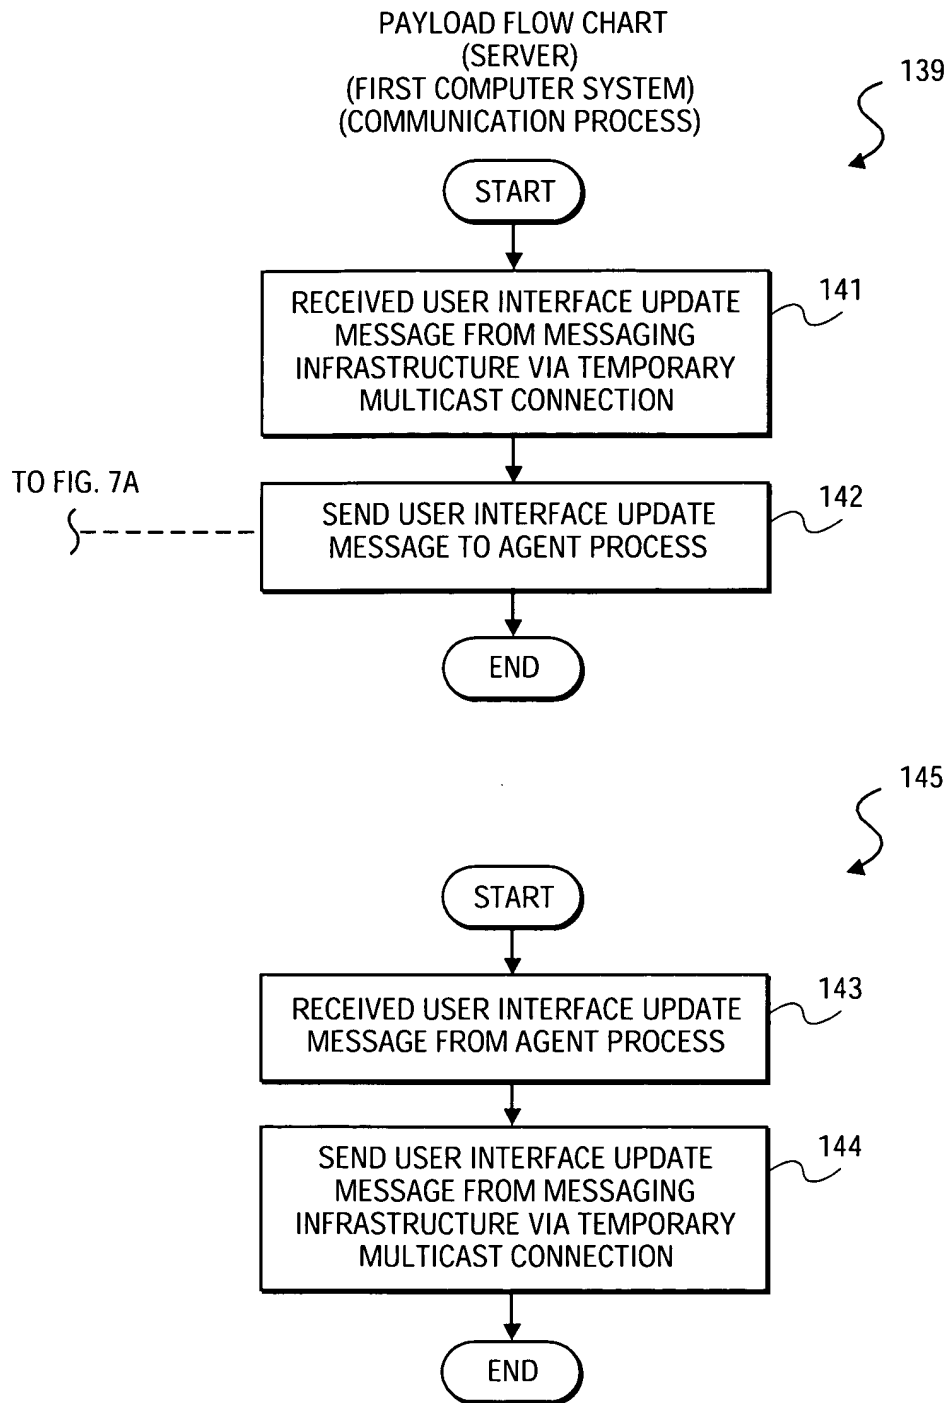 PAYLOAD FLOW CHART
(SERVER)
(FIRST COMPUTER SYSTEM)
(COMMUNICATION PROCESS)
139
START
141
RECEIVED USER INTERFACE UPDATE
MESSAGE FROM MESSAGING
INFRASTRUCTURE VIA TEMPORARY
MULTICAST CONNECTION
TO FIG. 7A
142
SEND USER INTERFACE UPDATE
MESSAGE TO AGENT PROCESS
END
145
START
143
RECEIVED USER INTERFACE UPDATE
MESSAGE FROM AGENT PROCESS
144
SEND USER INTERFACE UPDATE
MESSAGE FROM MESSAGING
INFRASTRUCTURE VIA TEMPORARY
MULTICAST CONNECTION
END